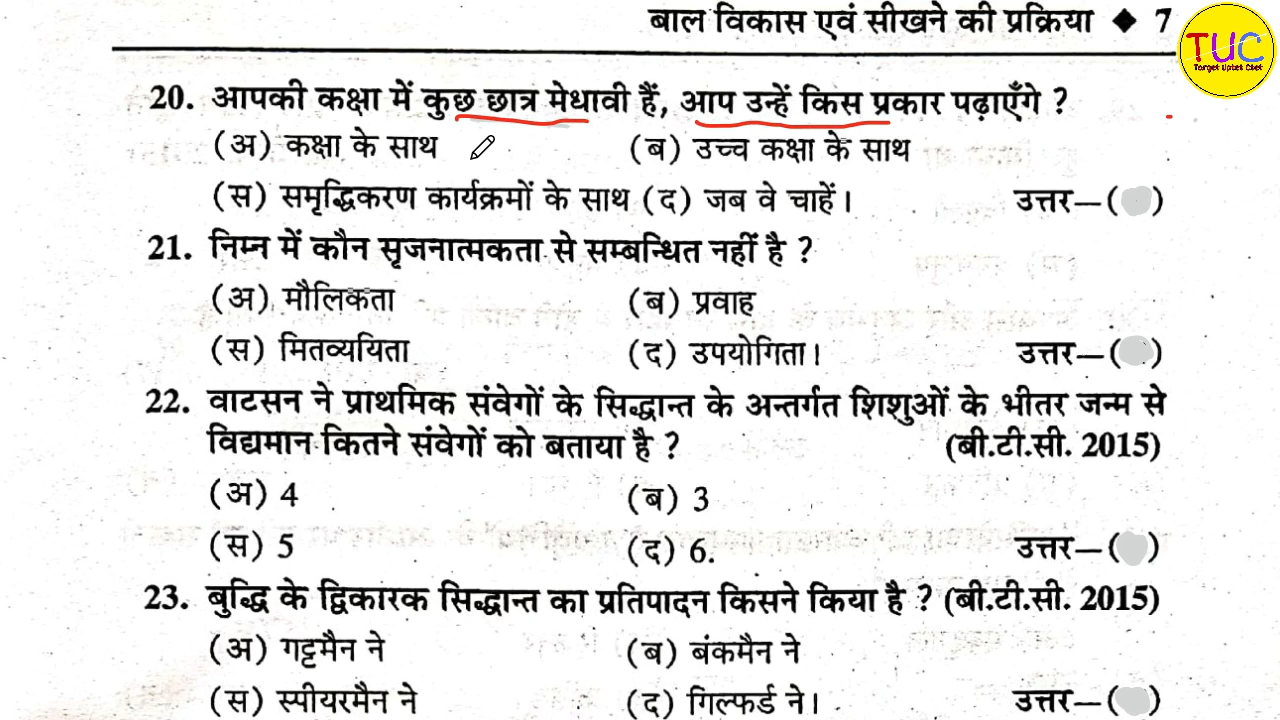 बाल विकास एवं सीखने की प्रक्रिया ◆ 7
TUC
Target Uptet Ctet
20. आपकी कक्षा में कुछ छात्र मेधावी हैं, आप उन्हें किस प्रकार पढ़ाएँगे ?
(अ) कक्षा के साथ (ब) उच्च कक्षा के साथ
(स) समृद्धिकरण कार्यक्रमों के साथ (द) जब वे चाहें। उत्तर—( )
21. निम्न में कौन सृजनात्मकता से सम्बन्धित नहीं है ?
(अ) मौलिकता (ब) प्रवाह
(स) मितव्ययिता (द) उपयोगिता। उत्तर—( )
22. वाटसन ने प्राथमिक संवेगों के सिद्धान्त के अन्तर्गत शिशुओं के भीतर जन्म से
विद्यमान कितने संवेगों को बताया है ? (बी.टी.सी. 2015)
(अ) 4 (ब) 3
(स) 5 (द) 6. उत्तर—( )
23. बुद्धि के द्विकारक सिद्धान्त का प्रतिपादन किसने किया है ? (बी.टी.सी. 2015)
(अ) गट्टमैन ने (ब) बंकमैन ने
(स) स्पीयरमैन ने (द) गिल्फर्ड ने। उत्तर—( )